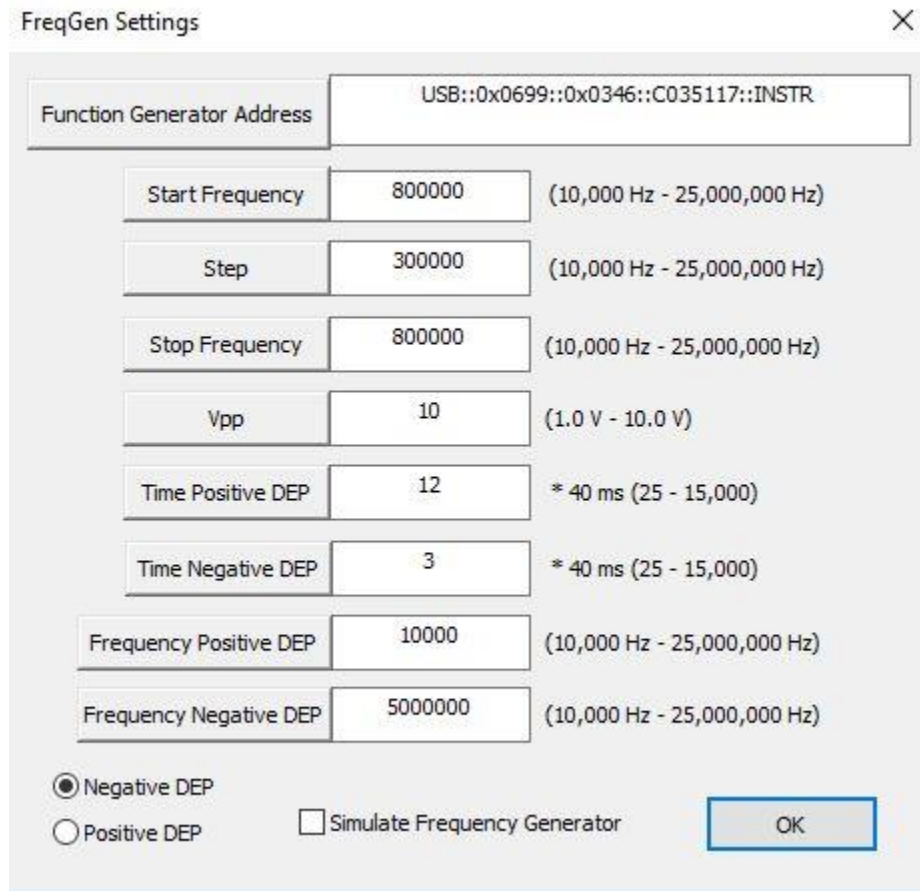 FreqGen Settings
Function Generator Address USB::0x0699::0x0346::C035117::INSTR
Start Frequency 800000 (10,000 Hz - 25,000,000 Hz)
Step 300000 (10,000 Hz - 25,000,000 Hz)
Stop Frequency 800000 (10,000 Hz - 25,000,000 Hz)
Vpp 10 (1.0 V - 10.0 V)
Time Positive DEP 12 * 40 ms (25 - 15,000)
Time Negative DEP 3 * 40 ms (25 - 15,000)
Frequency Positive DEP 10000 (10,000 Hz - 25,000,000 Hz)
Frequency Negative DEP 5000000 (10,000 Hz - 25,000,000 Hz)
Negative DEP
Positive DEP Simulate Frequency Generator OK